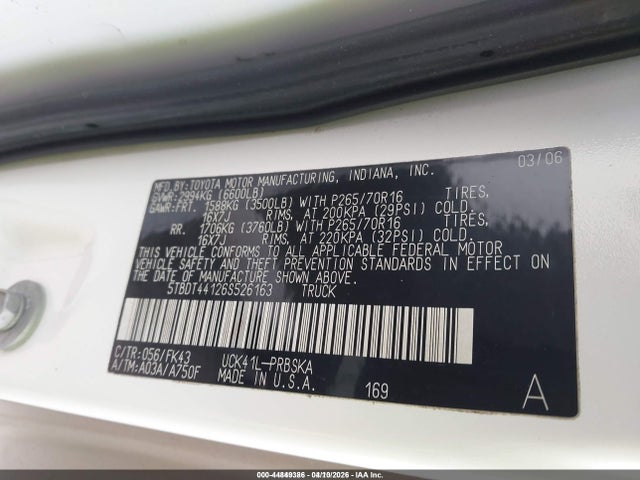 03/06
MFD.BY:TOYOTA MOTOR MANUFACTURING, INDIANA, INC.
GVWR:2994KG (6600LB)
GAWR-FRT. 1588KG (3500LB) WITH P265/70R16 TIRES,
16X7J RIMS, AT 200KPA (29PSI) COLD.
RR. 1706KG (3760LB) WITH P265/70R16 TIRES,
16X7J RIMS, AT 220KPA (32PSI) COLD.
THIS VEHICLE CONFORMS TO ALL APPLICABLE FEDERAL MOTOR
VEHICLE SAFETY AND THEFT PREVENTION STANDARDS IN EFFECT ON
THE DATE OF MANUFACTURE SHOWN ABOVE.
5TBDT44126S526163 TRUCK
C/TR:056/FK43 UCK41L-PRBSKA
A/TM:A03A/A750F MADE IN U.S.A.
169
A
000-44849386 - 04/10/2026 - IAA, Inc.